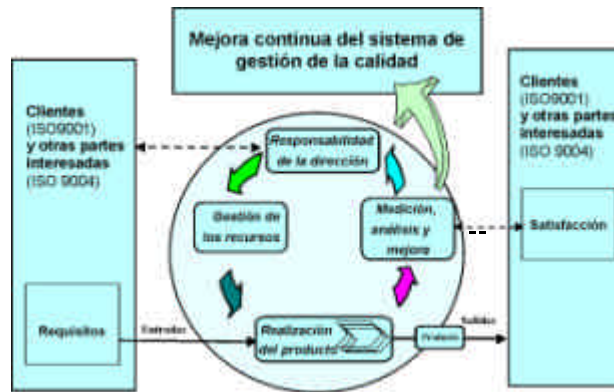 Mejora continua del sistema de
gestión de la calidad
Clientes
(ISO9001)
y otras partes
interesadas
(ISO 9004)
Responsabilidad
de la dirección
Gestión de
los recursos
Medición,
análisis y
mejora
Realización
del producto
Requisitos
Entradas
Producto
Salidas
Clientes
(ISO9001)
y otras partes
interesadas
(ISO 9004)
Satisfacción